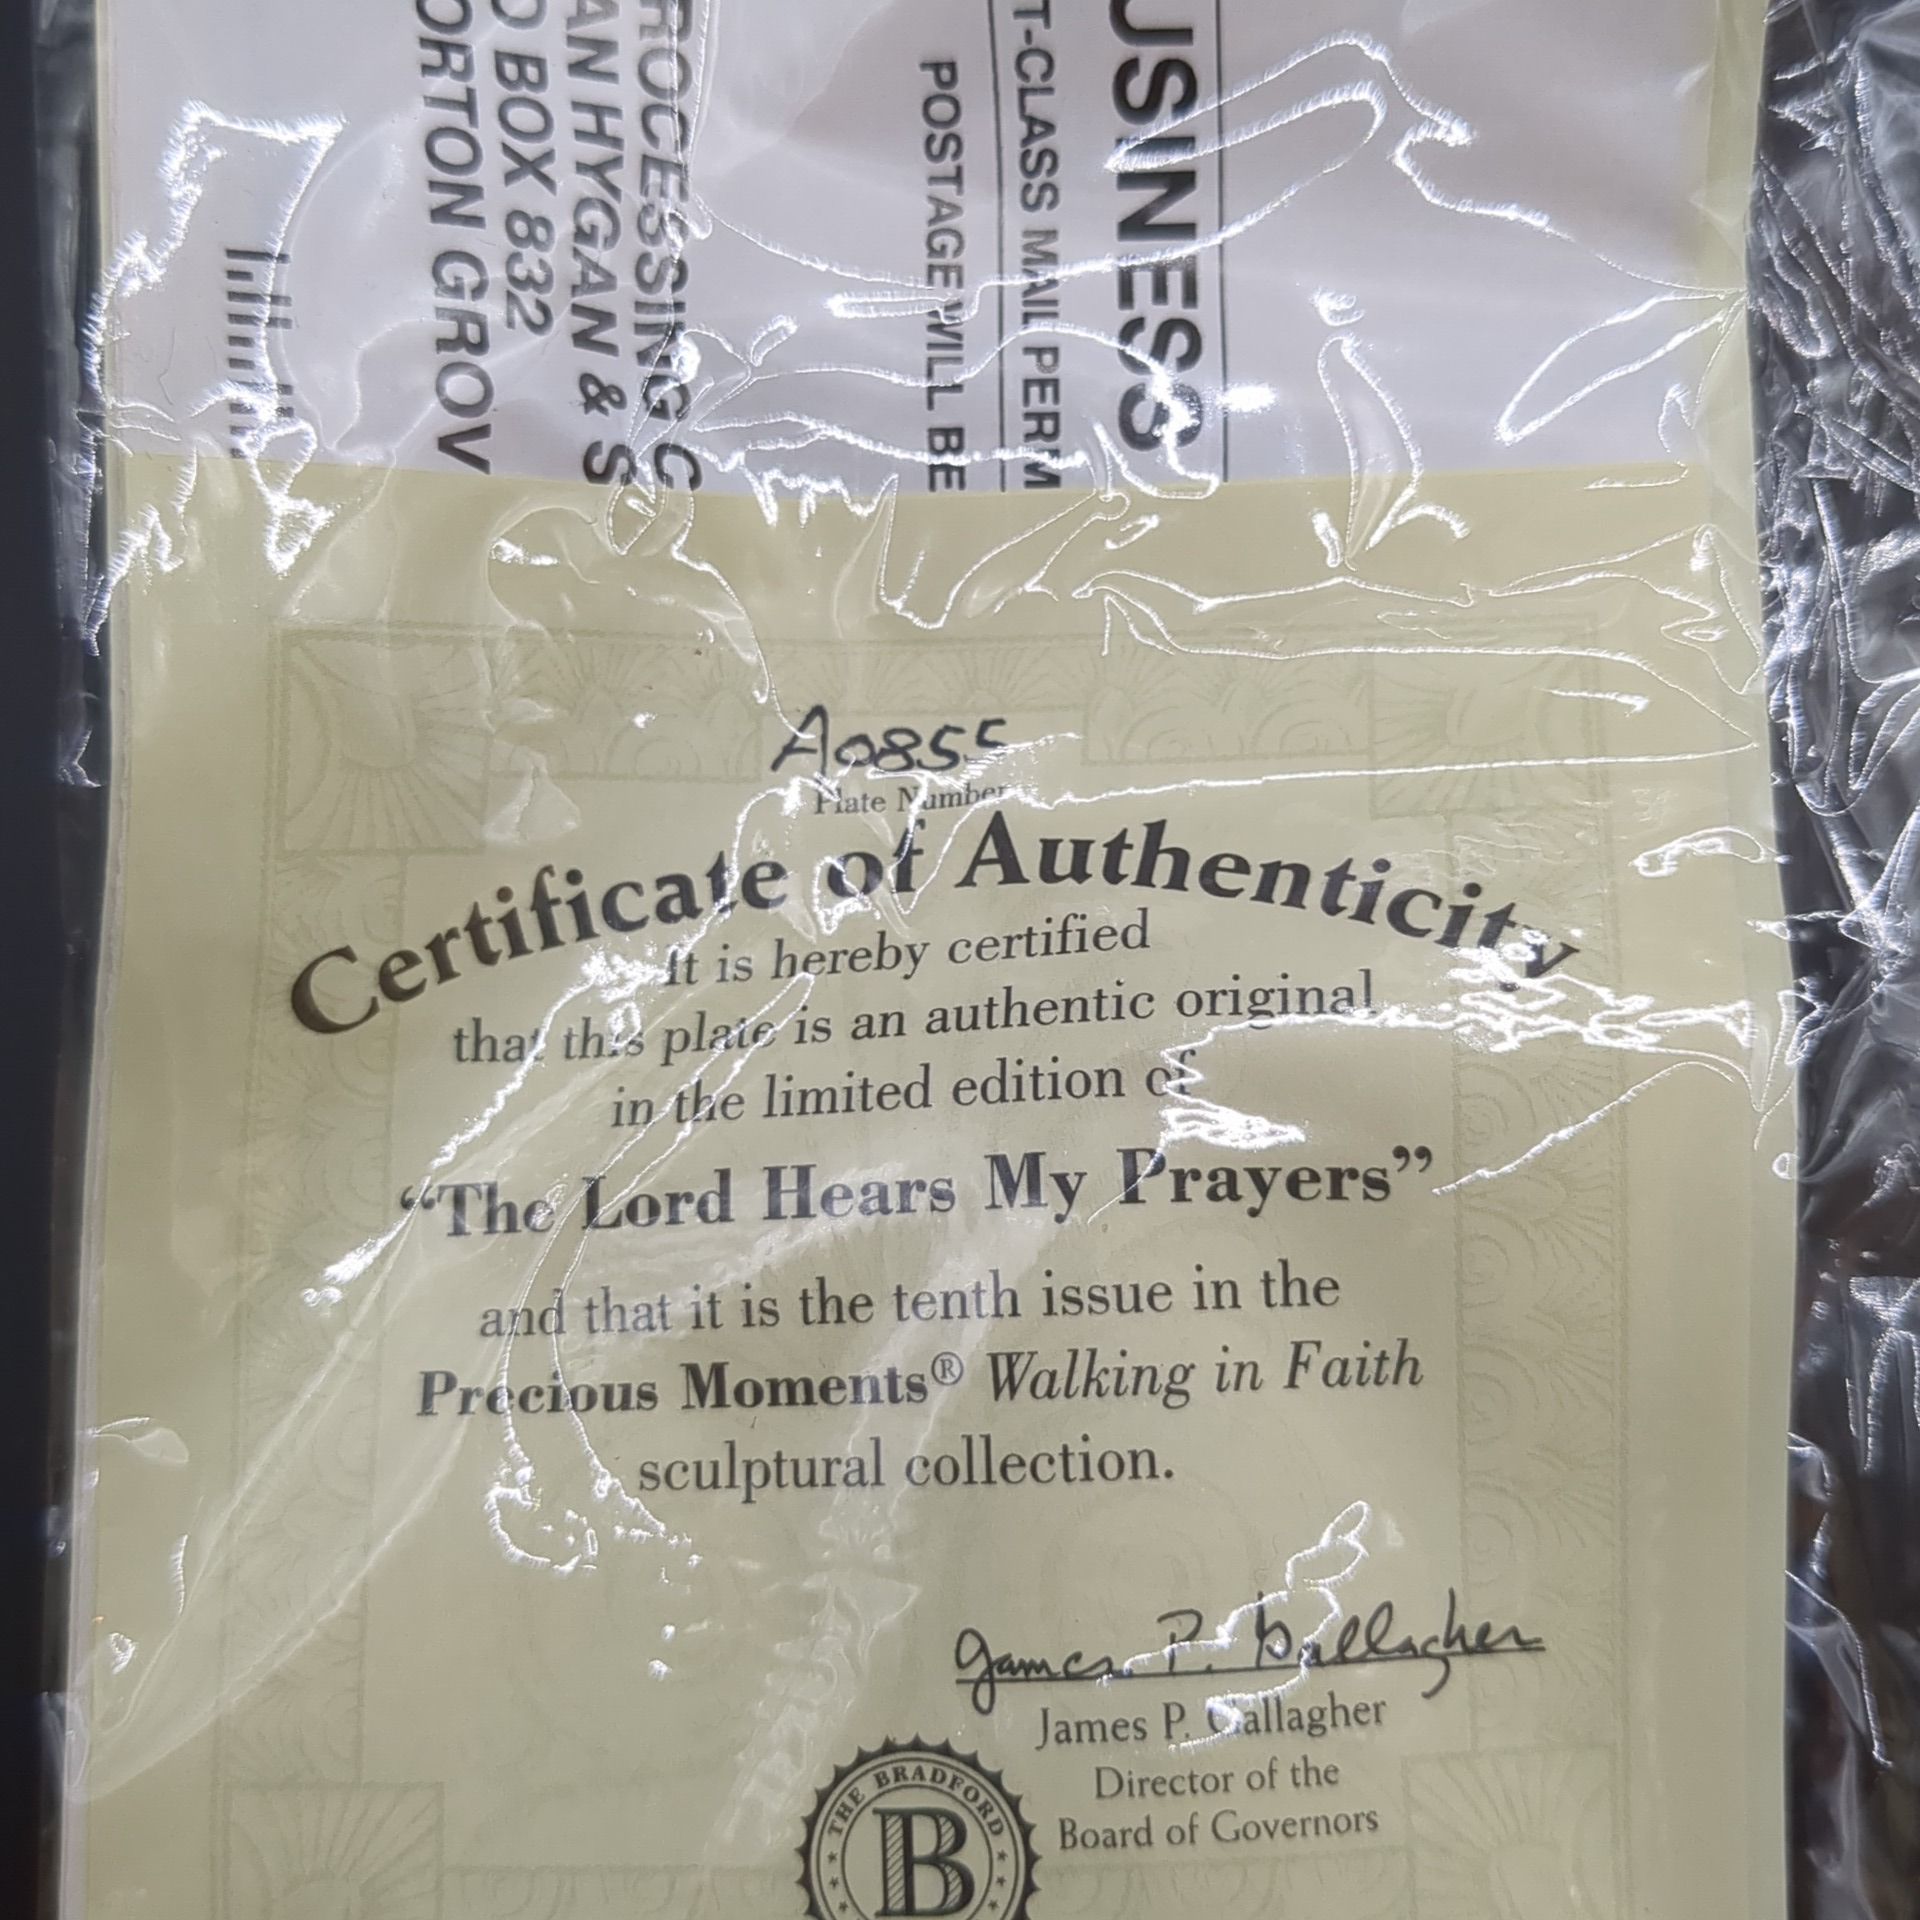 USINESS
T-CLASS MAIL PERM
POSTAGE WILL BE
ROCESSING C
AN HYGAN & S
O BOX 832
ORTON GROV
A0855
Plate Number
Certificate of Authenticity
It is hereby certified
that this plate is an authentic original
in the limited edition of
“The Lord Hears My Prayers”
and that it is the tenth issue in the
Precious Moments® Walking in Faith
sculptural collection.
James P. Gallagher
James P. Gallagher
Director of the
Board of Governors
THE BRADFORD
B